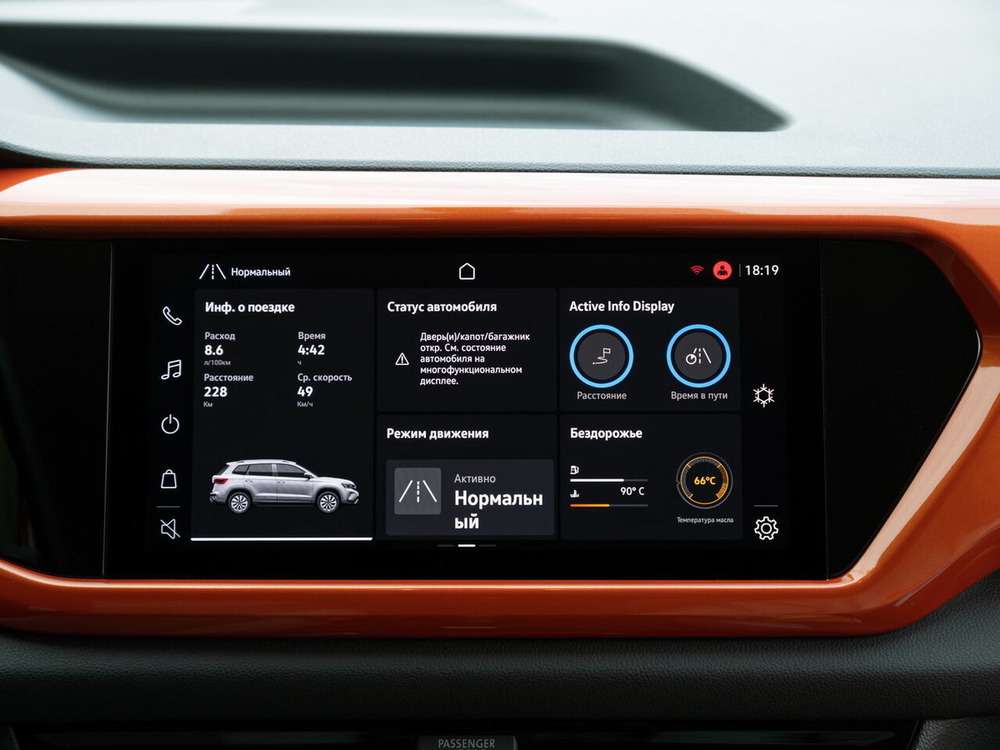 Нормальный
18:19
Инф. о поездке
Расход
Время
8.6
4:42
л/100км
ч
Расстояние
Ср. скорость
228
49
Км
Км/ч
Статус автомобиля
Дверь(и)/капот/багажник
откр. См. состояние
автомобиля на
многофункциональном
дисплее.
Active Info Display
Расстояние
Время в пути
Режим движения
Активно
Нормальн
ый
Бездорожье
90°C
66°C
Температура масла
PASSENGER